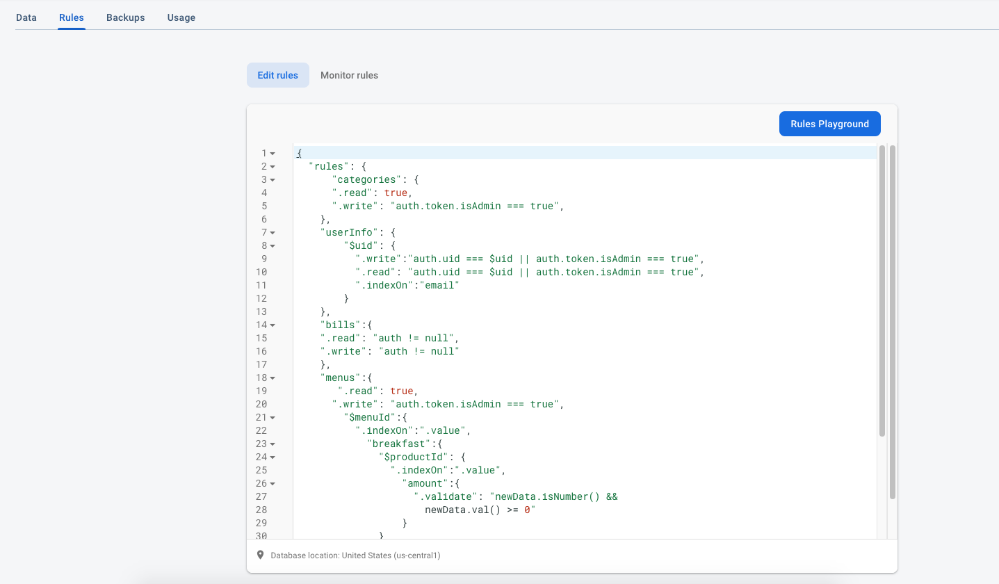 Data Rules Backups Usage
Edit rules Monitor rules
Rules Playground
1 {
2 "rules": {
3 "categories": {
4 ".read": true,
5 ".write": "auth.token.isAdmin === true",
6 },
7 "userInfo": {
8 "$uid": {
9 ".write":"auth.uid === $uid || auth.token.isAdmin === true",
10 ".read": "auth.uid === $uid || auth.token.isAdmin === true",
11 ".indexOn":"email"
12 }
13 },
14 "bills":{
15 ".read": "auth != null",
16 ".write": "auth != null"
17 },
18 "menus":{
19 ".read": true,
20 ".write": "auth.token.isAdmin === true",
21 "$menuId":{
22 ".indexOn":".value",
23 "breakfast":{
24 "$productId": {
25 ".indexOn":".value",
26 "amount":{
27 ".validate": "newData.isNumber() &&
28 newData.val() >= 0"
29 }
30 }
Database location: United States (us-central1)